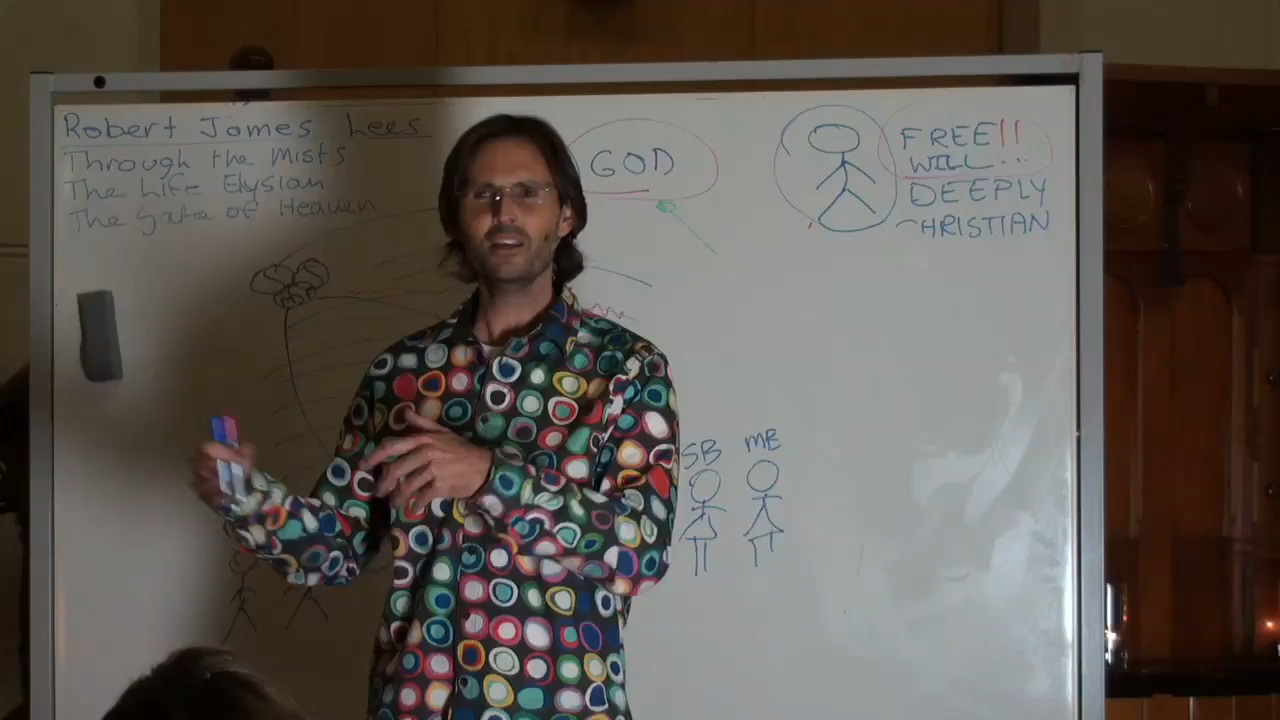 Robert James Lees
Through the Mists
The Life Elysian
The Gate of Heaven
GOD
FREE!!
WILL...
DEEPLY
CHRISTIAN
SB MB